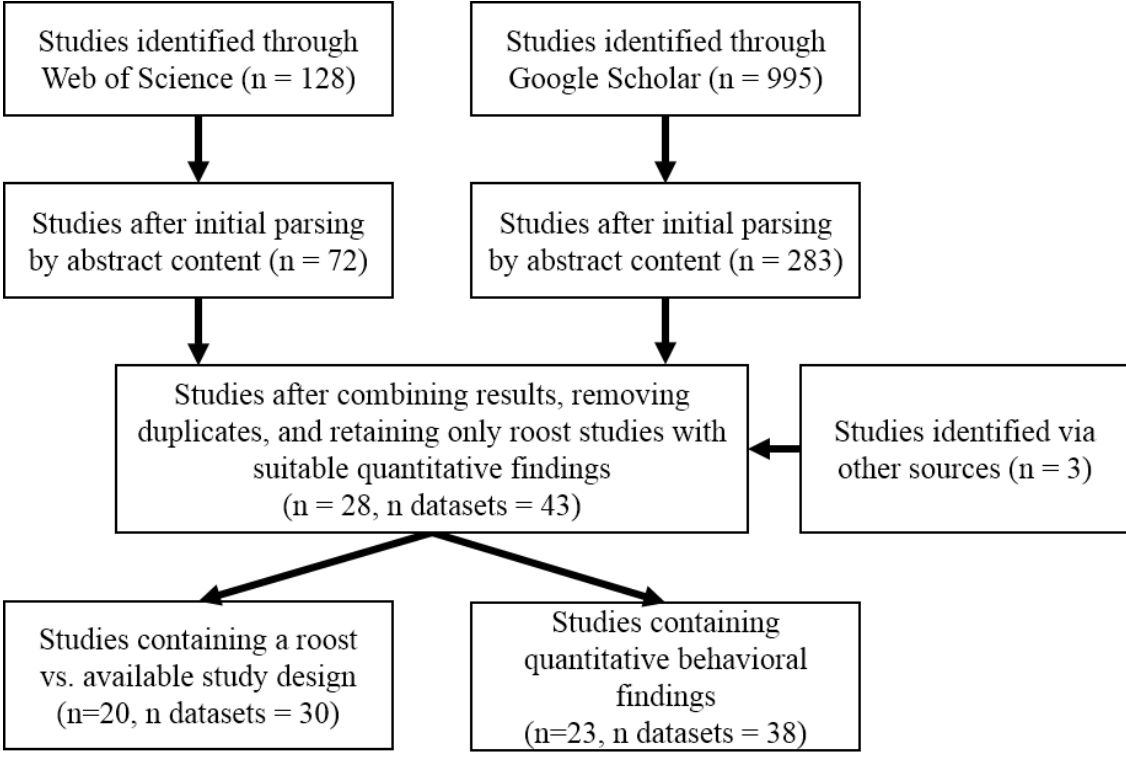 Studies identified through
Web of Science (n = 128)
Studies identified through
Google Scholar (n = 995)
Studies after initial parsing
by abstract content (n = 72)
Studies after initial parsing
by abstract content (n = 283)
Studies after combining results, removing
duplicates, and retaining only roost studies with
suitable quantitative findings
(n = 28, n datasets = 43)
Studies identified via
other sources (n = 3)
Studies containing a roost
vs. available study design
(n=20, n datasets = 30)
Studies containing
quantitative behavioral
findings
(n=23, n datasets = 38)